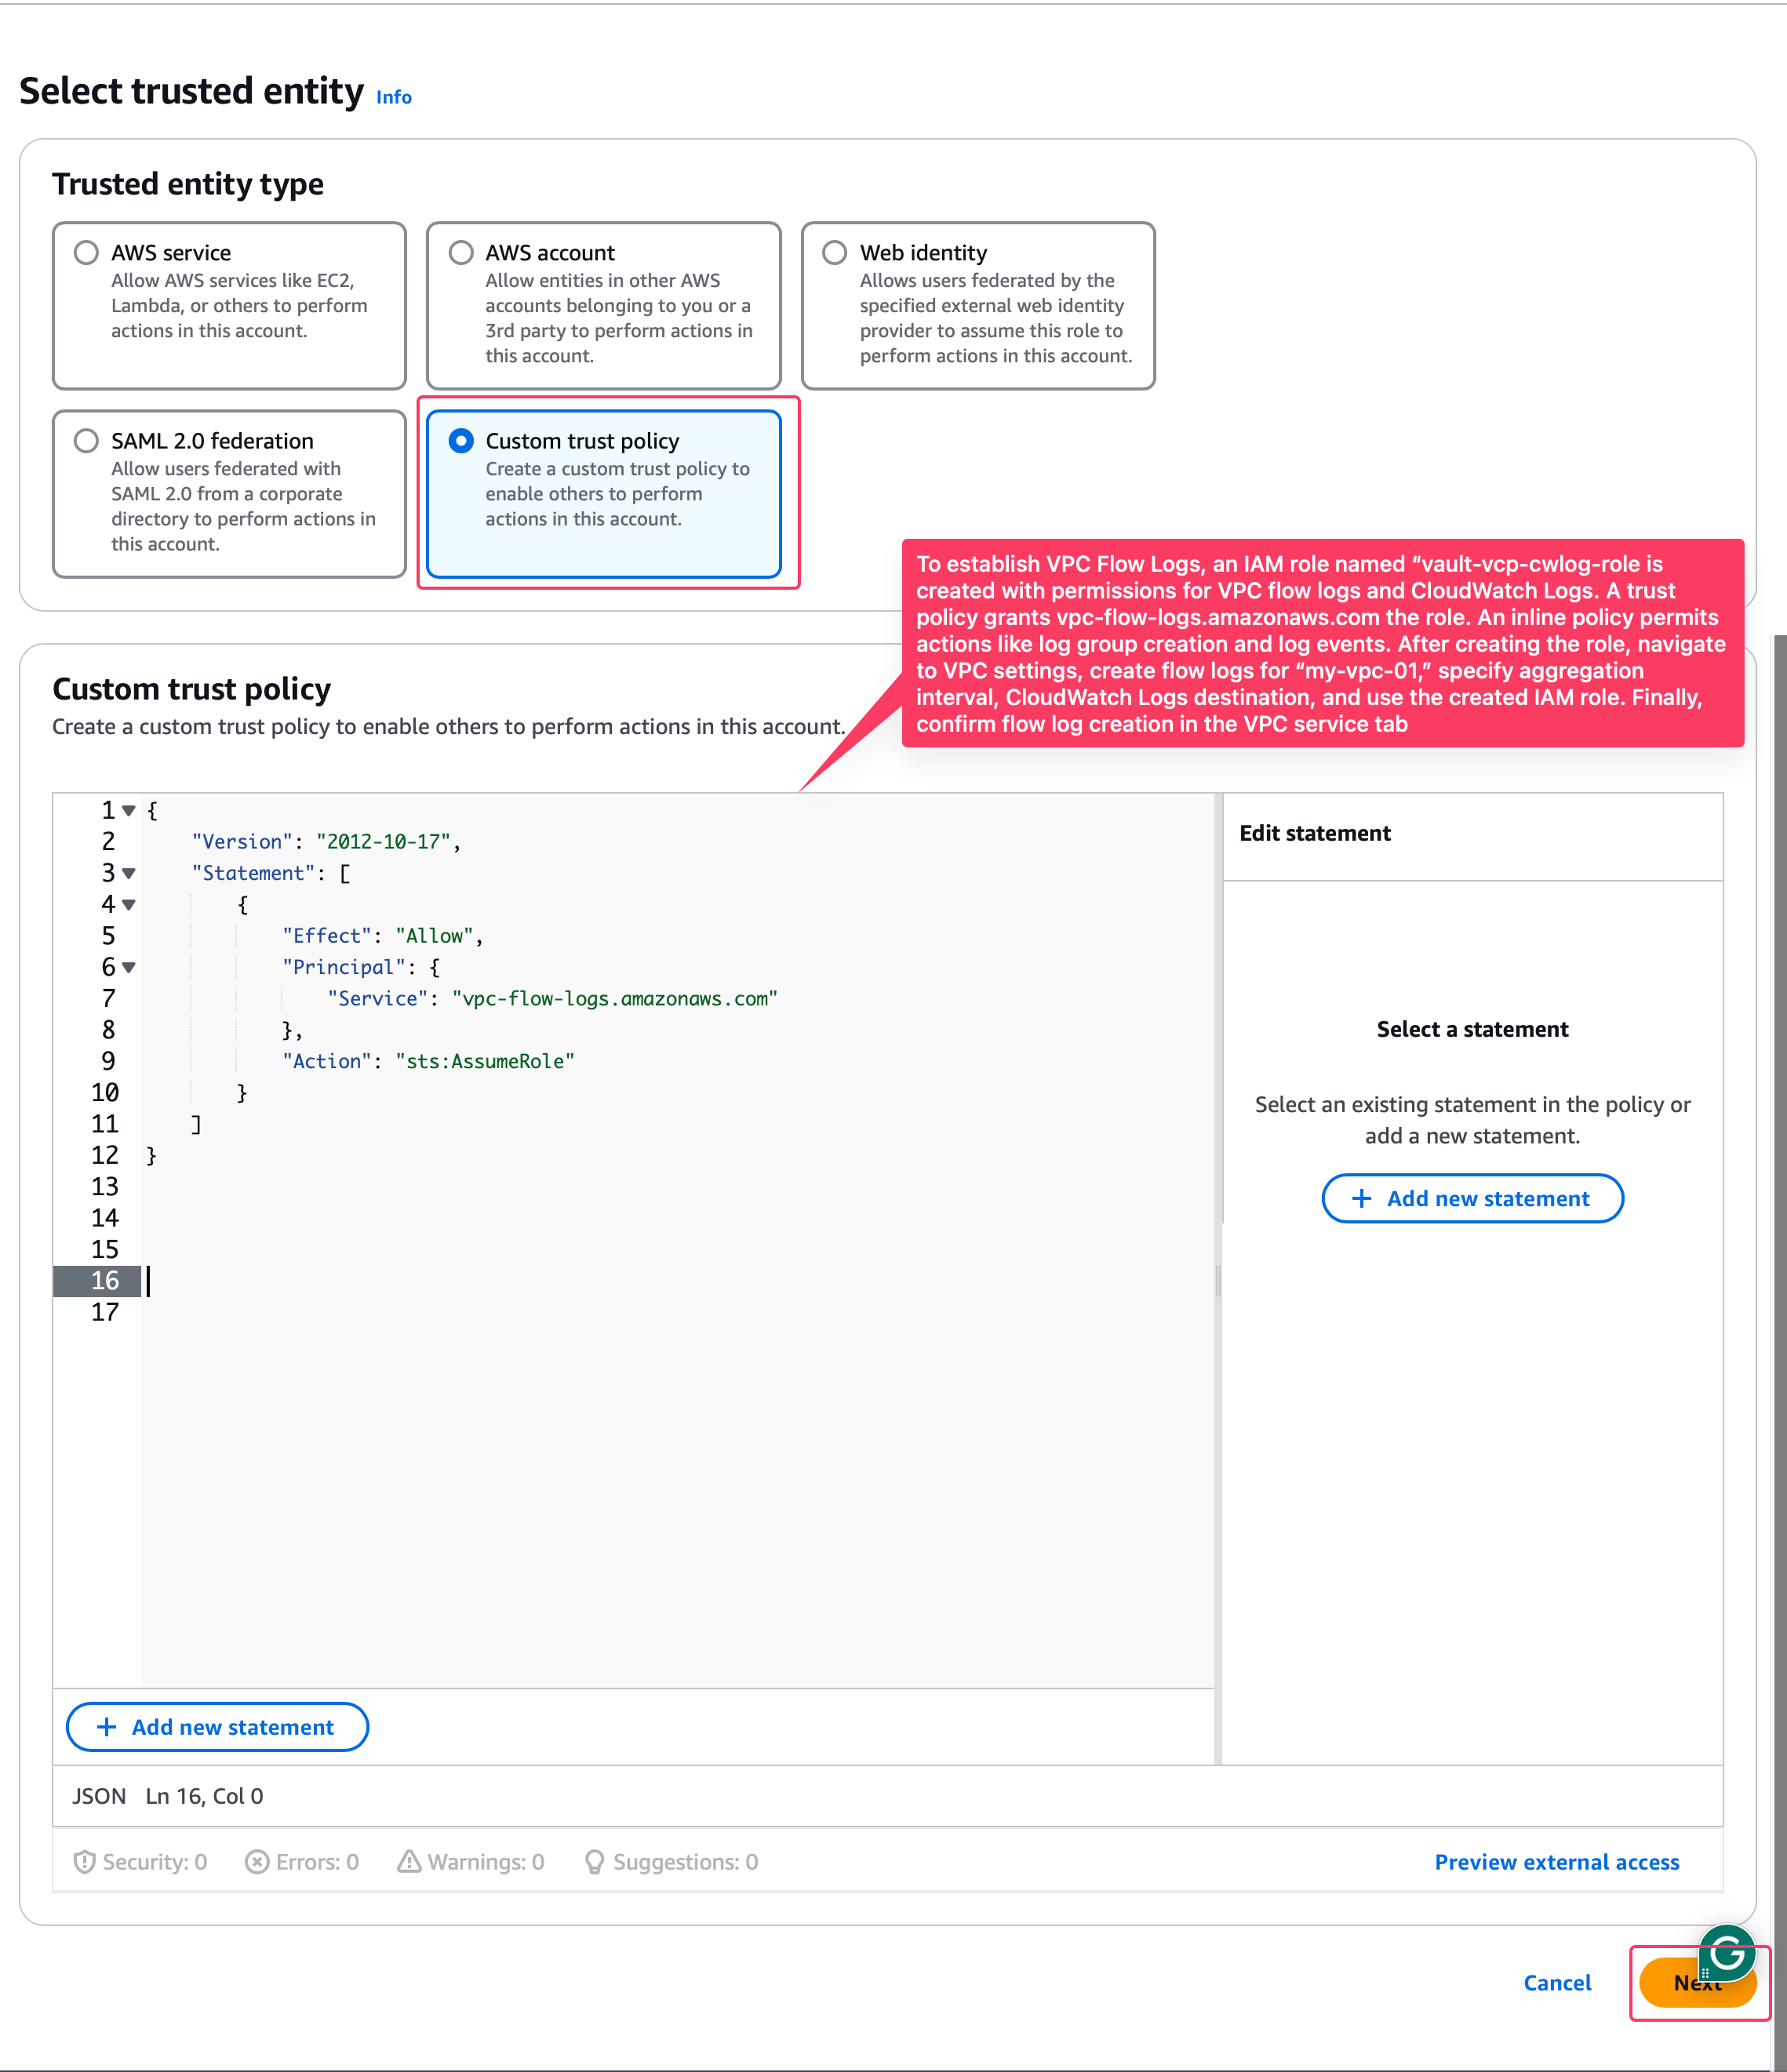 Select trusted entity Info
Trusted entity type
AWS service
Allow AWS services like EC2,
Lambda, or others to perform
actions in this account.
AWS account
Allow entities in other AWS
accounts belonging to you or a
3rd party to perform actions in
this account.
Web identity
Allows users federated by the
specified external web identity
provider to assume this role to
perform actions in this account.
SAML 2.0 federation
Allow users federated with
SAML 2.0 from a corporate
directory to perform actions in
this account.
Custom trust policy
Create a custom trust policy to
enable others to perform
actions in this account.
To establish VPC Flow Logs, an IAM role named “vault-vcp-cwlog-role is
created with permissions for VPC flow logs and CloudWatch Logs. A trust
policy grants vpc-flow-logs.amazonaws.com the role. An inline policy permits
actions like log group creation and log events. After creating the role, navigate
to VPC settings, create flow logs for “my-vpc-01,” specify aggregation
interval, CloudWatch Logs destination, and use the created IAM role. Finally,
confirm flow log creation in the VPC service tab
Custom trust policy
Create a custom trust policy to enable others to perform actions in this account.
1 {
2 "Version": "2012-10-17",
3 "Statement": [
4 {
5 "Effect": "Allow",
6 "Principal": {
7 "Service": "vpc-flow-logs.amazonaws.com"
8 },
9 "Action": "sts:AssumeRole"
10 }
11 ]
12 }
13
14
15
16
17
Edit statement
Select a statement
Select an existing statement in the policy or
add a new statement.
+ Add new statement
+ Add new statement
JSON Ln 16, Col 0
Security: 0 Errors: 0 Warnings: 0 Suggestions: 0
Preview external access
Cancel
Next